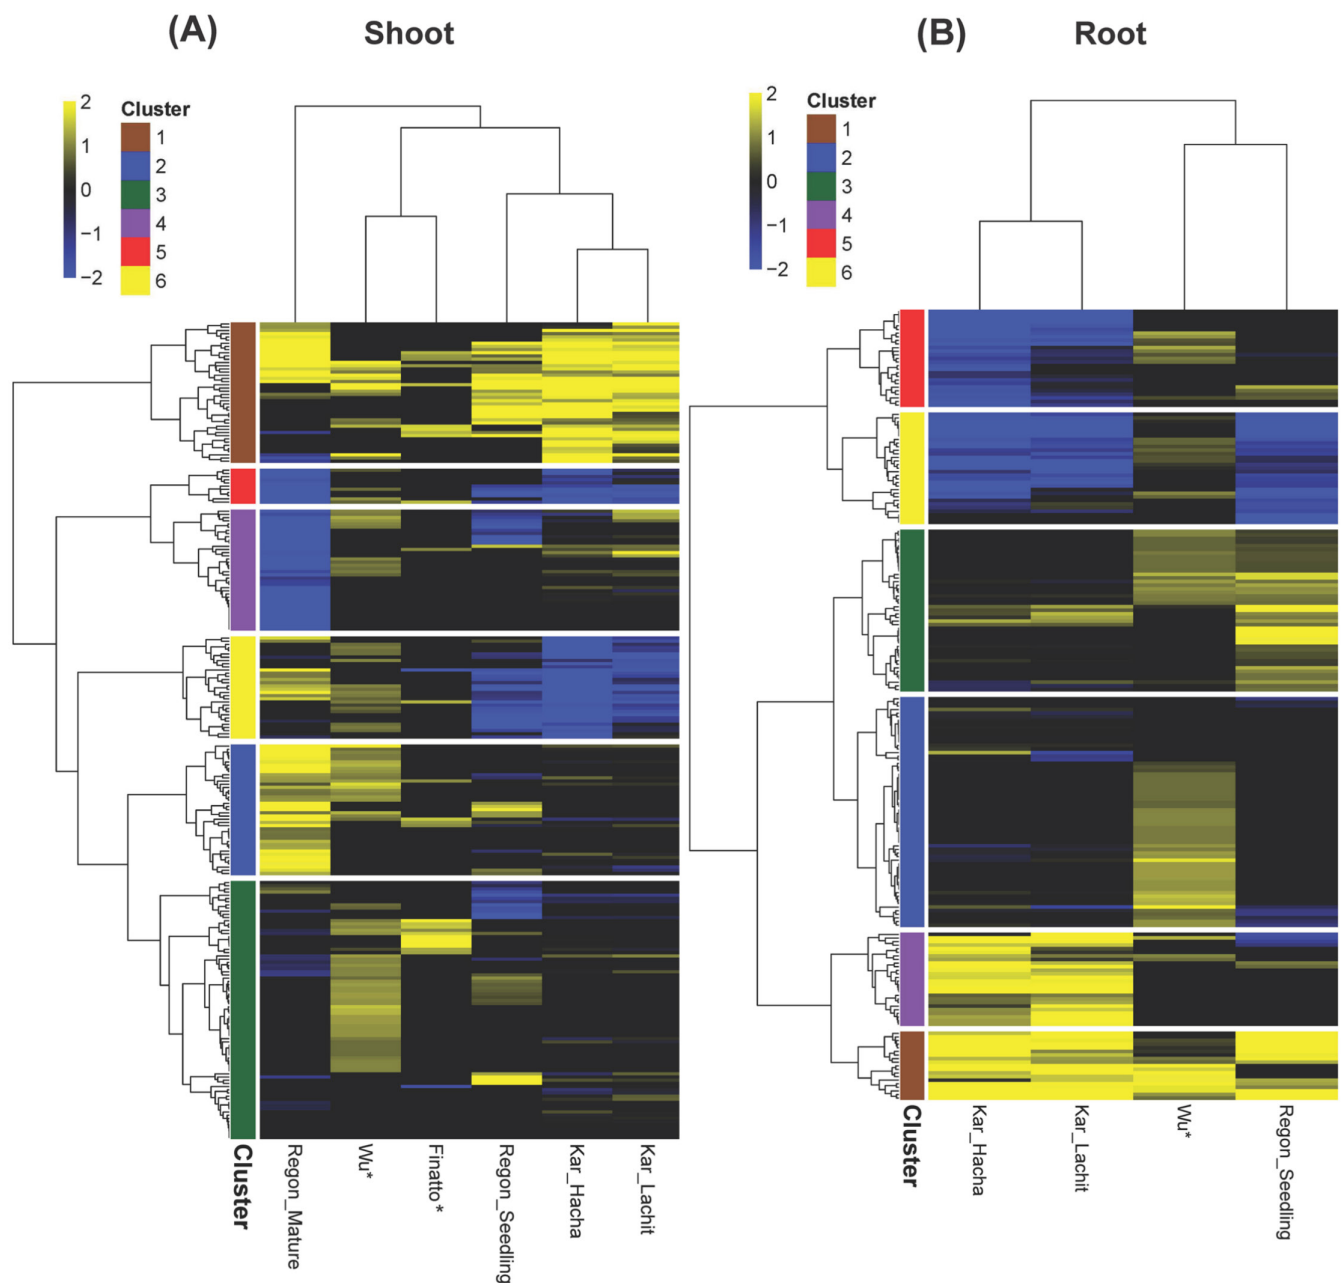 (A) Shoot
2
1
0
−1
−2
Cluster
1
2
3
4
5
6
Cluster
Regon_Mature
Wu*
Finatto*
Regon_Seedling
Kar_Hacha
Kar_Lachit
(B) Root
2
1
0
−1
−2
Cluster
1
2
3
4
5
6
Cluster
Kar_Hacha
Kar_Lachit
Wu*
Regon_Seedling